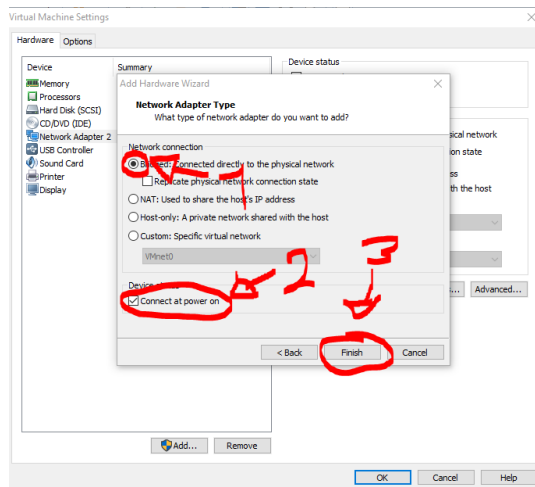 Virtual Machine Settings
Hardware Options
Device Summary
Memory
Processors
Hard Disk (SCSI)
CD/DVD (IDE)
Network Adapter 2
USB Controller
Sound Card
Printer
Display
Device status
Add Hardware Wizard
Network Adapter Type
What type of network adapter do you want to add?
Network connection
Bridged: Connected directly to the physical network
Replicate physical network connection state
NAT: Used to share the host's IP address
Host-only: A private network shared with the host
Custom: Specific virtual network
VMnet0
Device status
Connect at power on
1
2
3
< Back Finish Cancel
sical network
on state
ss
th the host
s... Advanced...
Add... Remove
OK Cancel Help